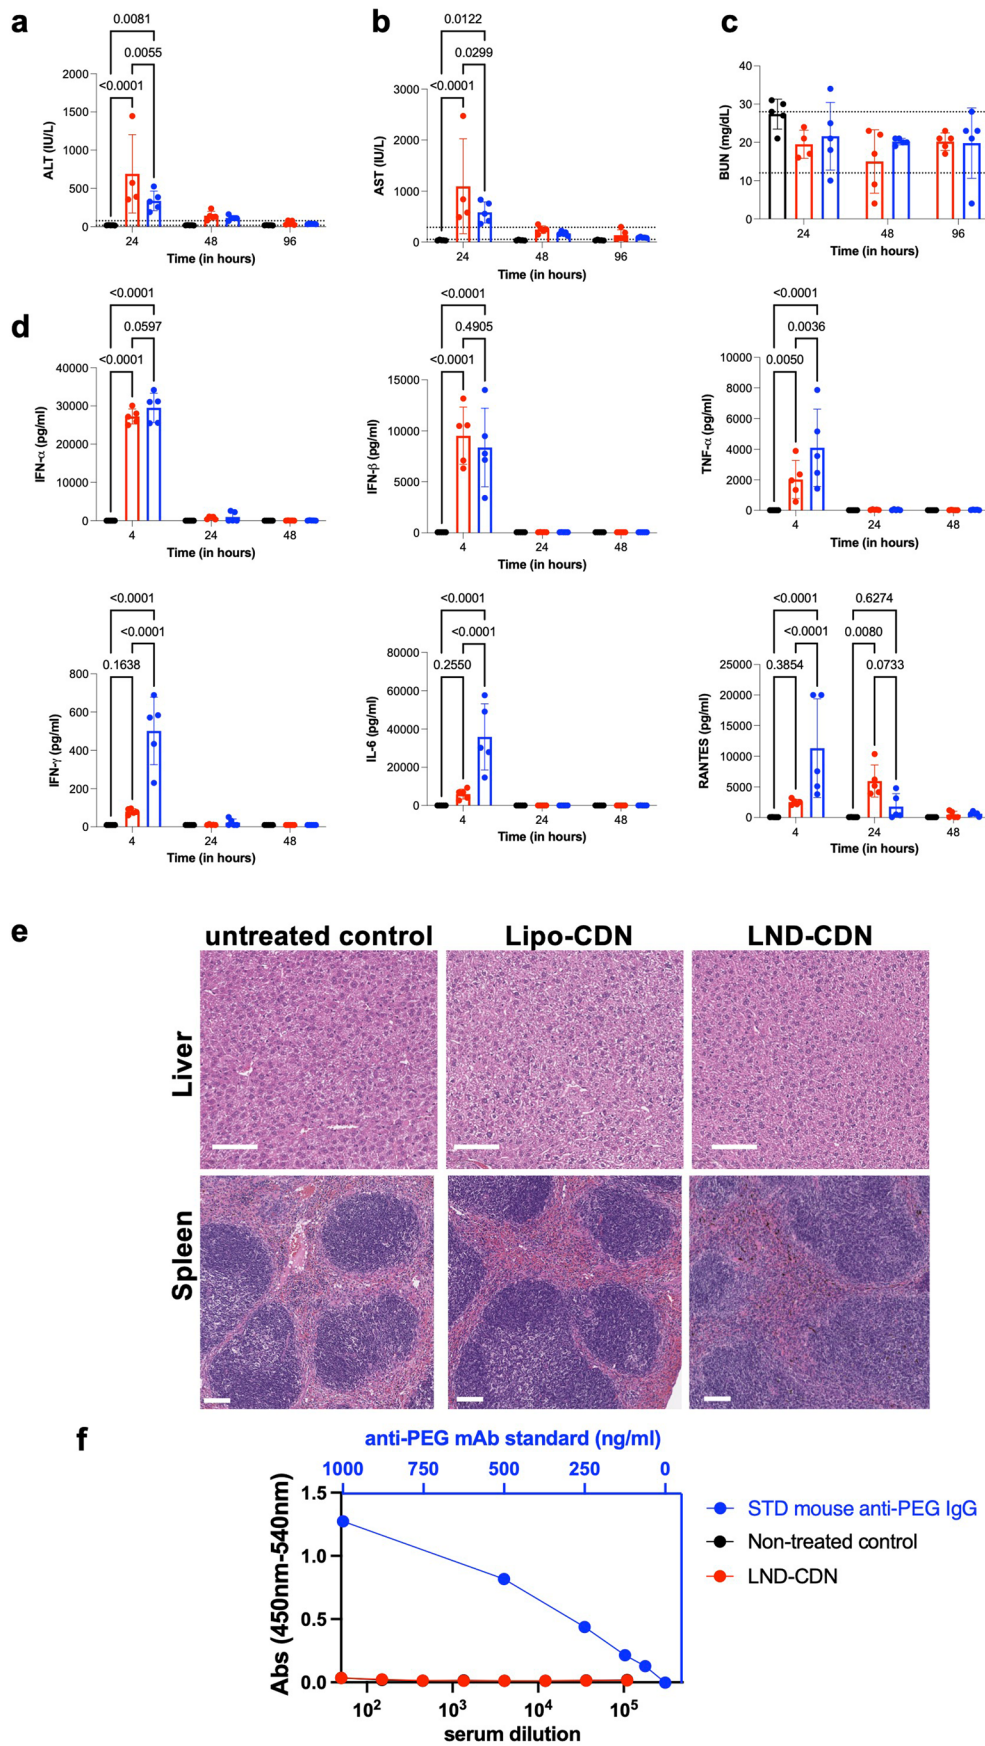 a
0.0081
0.0055
<0.0001
ALT (IU/L)
2000
1500
1000
500
0
24
48
96
Time (in hours)
b
0.0122
0.0299
<0.0001
AST (IU/L)
3000
2000
1000
0
24
48
96
Time (in hours)
c
BUN (mg/dL)
40
30
20
10
0
24
48
96
Time (in hours)
d
<0.0001
0.0597
<0.0001
IFN-α (pg/ml)
40000
30000
20000
10000
0
4
24
48
Time (in hours)
<0.0001
0.4905
<0.0001
IFN-β (pg/ml)
15000
10000
5000
0
4
24
48
Time (in hours)
<0.0001
0.0036
0.0050
TNF-α (pg/ml)
10000
8000
6000
4000
2000
0
4
24
48
Time (in hours)
<0.0001
<0.0001
0.1638
IFN-γ (pg/ml)
800
600
400
200
0
4
24
48
Time (in hours)
<0.0001
<0.0001
0.2550
IL-6 (pg/ml)
80000
60000
40000
20000
0
4
24
48
Time (in hours)
<0.0001
0.6274
<0.0001
0.0080
0.3854
0.0733
RANTES (pg/ml)
25000
20000
15000
10000
5000
0
4
24
48
Time (in hours)
e
untreated control
Lipo-CDN
LND-CDN
Liver
Spleen
f
anti-PEG mAb standard (ng/ml)
1000 750 500 250 0
Abs (450nm-540nm)
1.5
1.0
0.5
0.0
10² 10³ 10⁴ 10⁵
serum dilution
STD mouse anti-PEG IgG
Non-treated control
LND-CDN